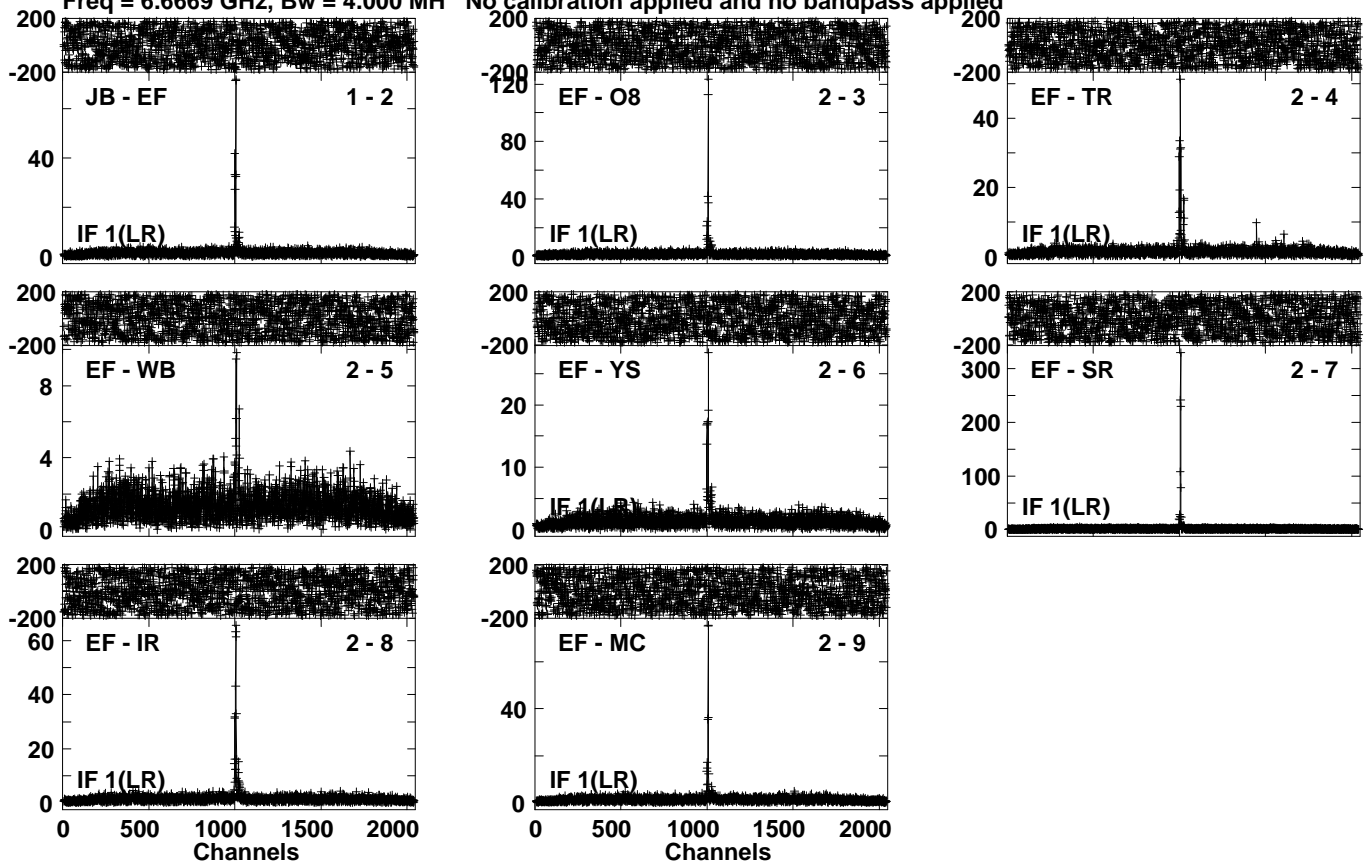 Freq = 6.6669 GHz, Bw = 4.000 MH No calibration applied and no bandpass applied
200
-200
JB - EF 1 - 2
40
IF 1(LR)
0
200
-200
120
EF - O8 2 - 3
80
40
IF 1(LR)
0
200
-200
EF - TR 2 - 4
40
20
IF 1(LR)
0
200
-200
EF - WB 2 - 5
8
4
0
200
-200
EF - YS 2 - 6
20
10
IF 1(LR)
0
200
-200
EF - SR 2 - 7
300
200
100
IF 1(LR)
0
200
-200
EF - IR 2 - 8
60
40
20
IF 1(LR)
0
0 500 1000 1500 2000
Channels
200
-200
EF - MC 2 - 9
40
IF 1(LR)
0
0 500 1000 1500 2000
Channels